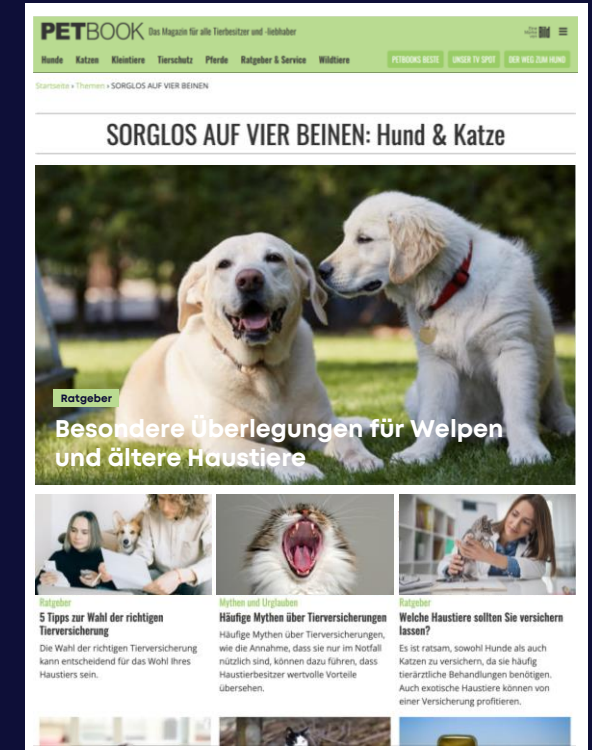 PETBOOK Das Magazin für alle Tierbesitzer und -liebhaber
Hunde Katzen Kleintiere Tierschutz Pferde Ratgeber & Service Wildtiere PETBOOKS BESTE UNSER TV SPOT DER WEG ZUM HUND
Startseite » Themen » SORGLOS AUF VIER BEINEN
SORGLOS AUF VIER BEINEN: Hund & Katze
Ratgeber
Besondere Überlegungen für Welpen
und ältere Haustiere
Ratgeber
5 Tipps zur Wahl der richtigen
Tierversicherung
Die Wahl der richtigen Tierversicherung
kann entscheidend für das Wohl Ihres
Haustiers sein.
Mythen und Urglauben
Häufige Mythen über Tierversicherungen
Häufige Mythen über Tierversicherungen,
wie die Annahme, dass sie nur im Notfall
nützlich sind, können dazu führen, dass
Haustierbesitzer wertvolle Vorteile
übersehen.
Ratgeber
Welche Haustiere sollten Sie versichern
lassen?
Es ist ratsam, sowohl Hunde als auch
Katzen zu versichern, da sie häufig
tierärztliche Behandlungen benötigen.
Auch exotische Haustiere können von
einer Versicherung profitieren.